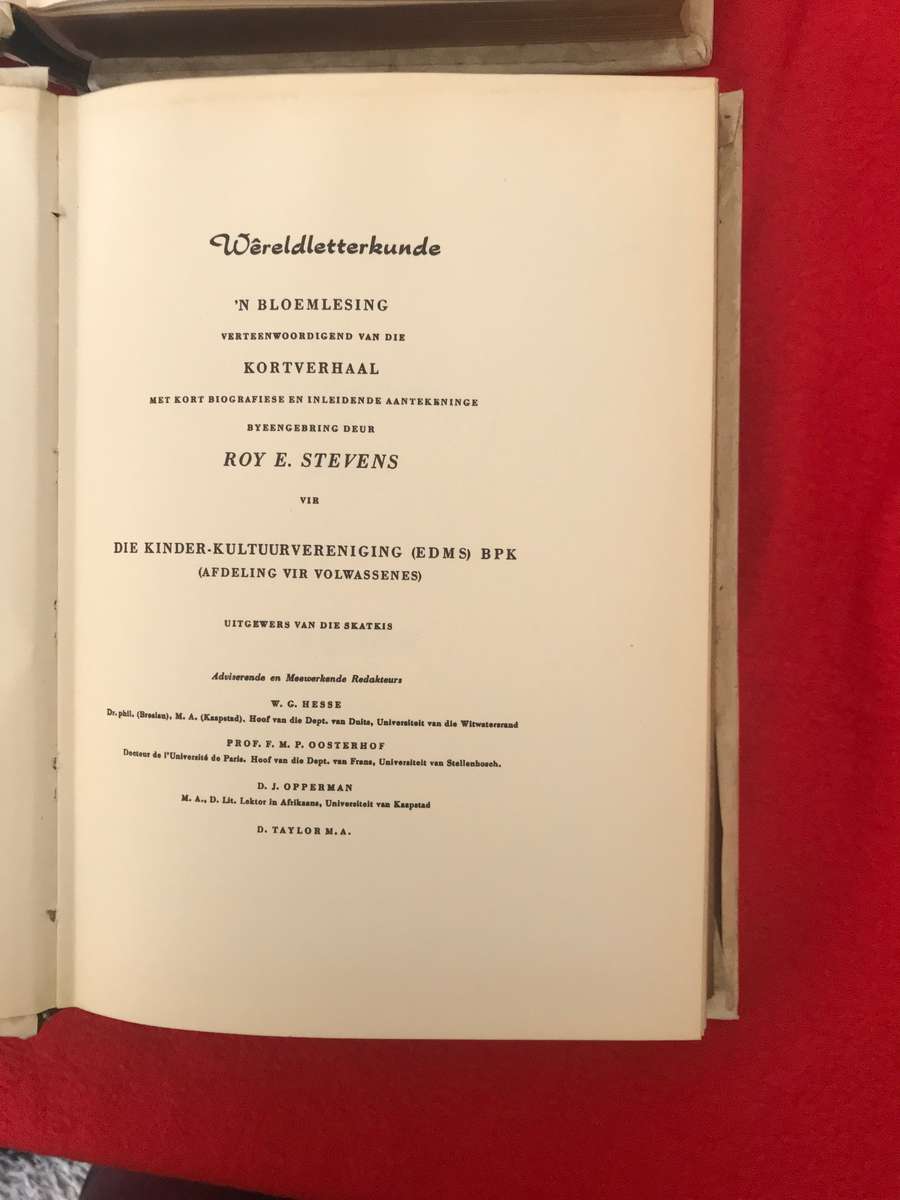 Wêreldletterkunde
'N BLOEMLESING
VERTEENWOORDIGEND VAN DIE
KORTVERHAAL
MET KORT BIOGRAFIESE EN INLEIDENDE AANTEKENINGE
BYEENGEBRING DEUR
ROY E. STEVENS
VIR
DIE KINDER-KULTUURVERENIGING (EDMS) BPK
(AFDELING VIR VOLWASSENES)
UITGEWERS VAN DIE SKATKIS
Adviserende en Meewerkende Redakteurs
W. G. HESSE
Dr. phil. (Breslau), M. A. (Kaapstad). Hoof van die Dept. van Duits, Universiteit van die Witwatersrand
PROF. F. M. P. OOSTERHOF
Docteur de l'Université de Paris. Hoof van die Dept. van Frans, Universiteit van Stellenbosch.
D. J. OPPERMAN
M. A., D. Lit. Lektor in Afrikaans, Universiteit van Kaapstad
D. TAYLOR M.A.